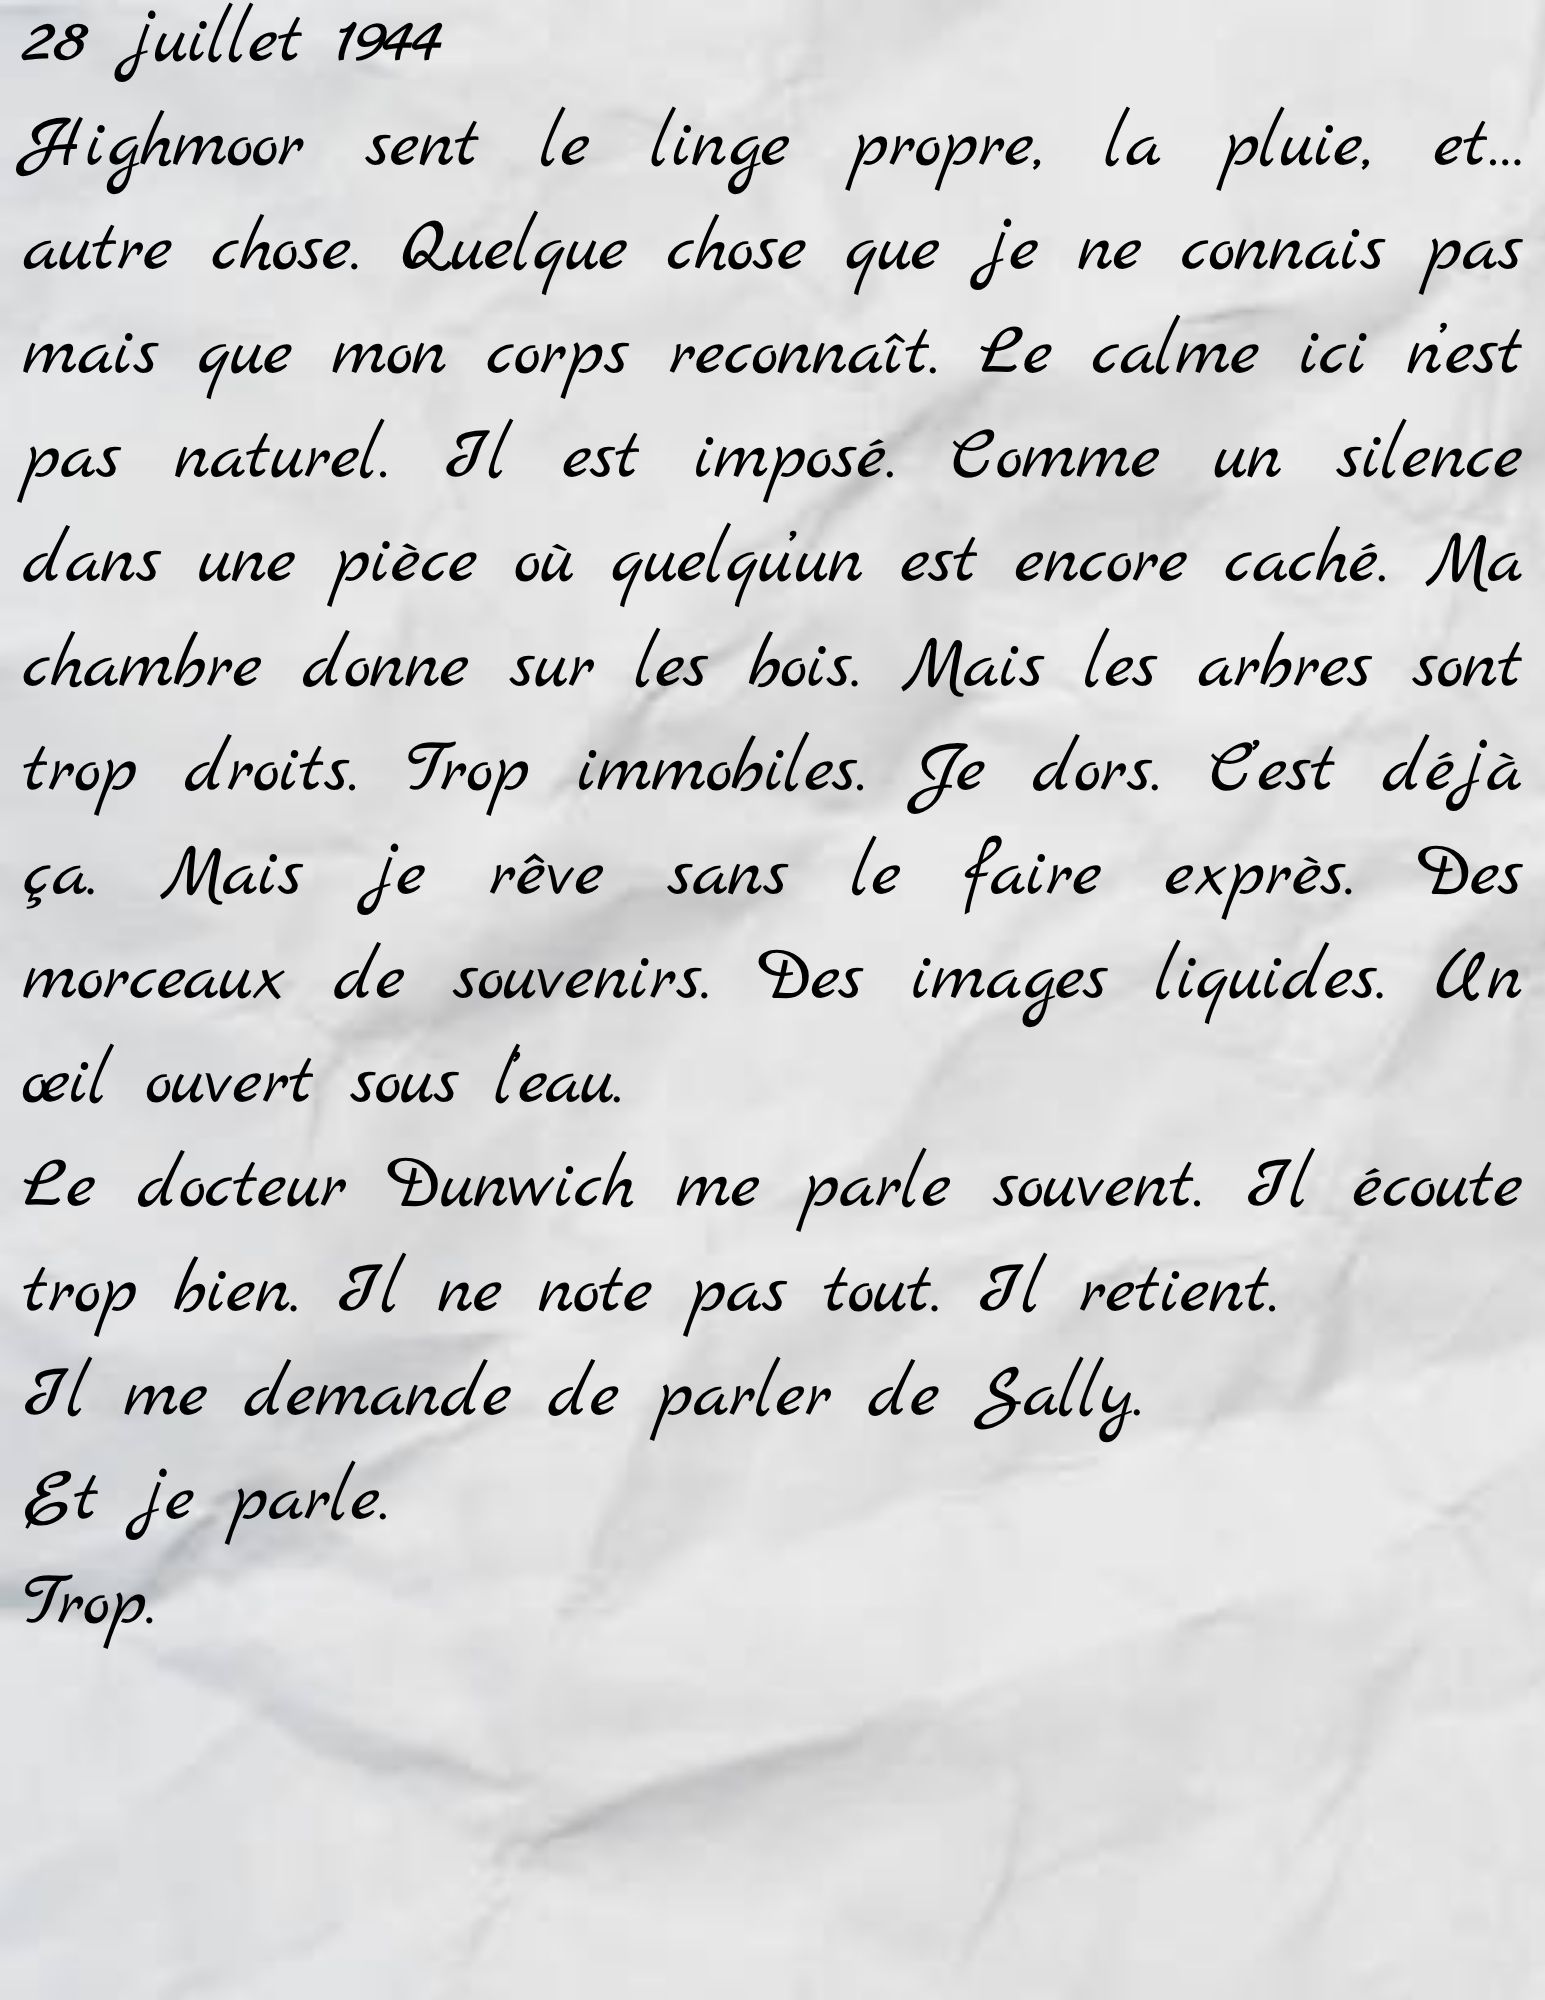 28 juillet 1944
Highmoor sent le linge propre, la pluie, et...
autre chose. Quelque chose que je ne connais pas
mais que mon corps reconnaît. Le calme ici n'est
pas naturel. Il est imposé. Comme un silence
dans une pièce où quelqu'un est encore caché. Ma
chambre donne sur les bois. Mais les arbres sont
trop droits. Trop immobiles. Je dors. C'est déjà
ça. Mais je rêve sans le faire exprès. Des
morceaux de souvenirs. Des images liquides. Un
œil ouvert sous l'eau.
Le docteur Dunwich me parle souvent. Il écoute
trop bien. Il ne note pas tout. Il retient.
Il me demande de parler de Sally.
Et je parle.
Trop.